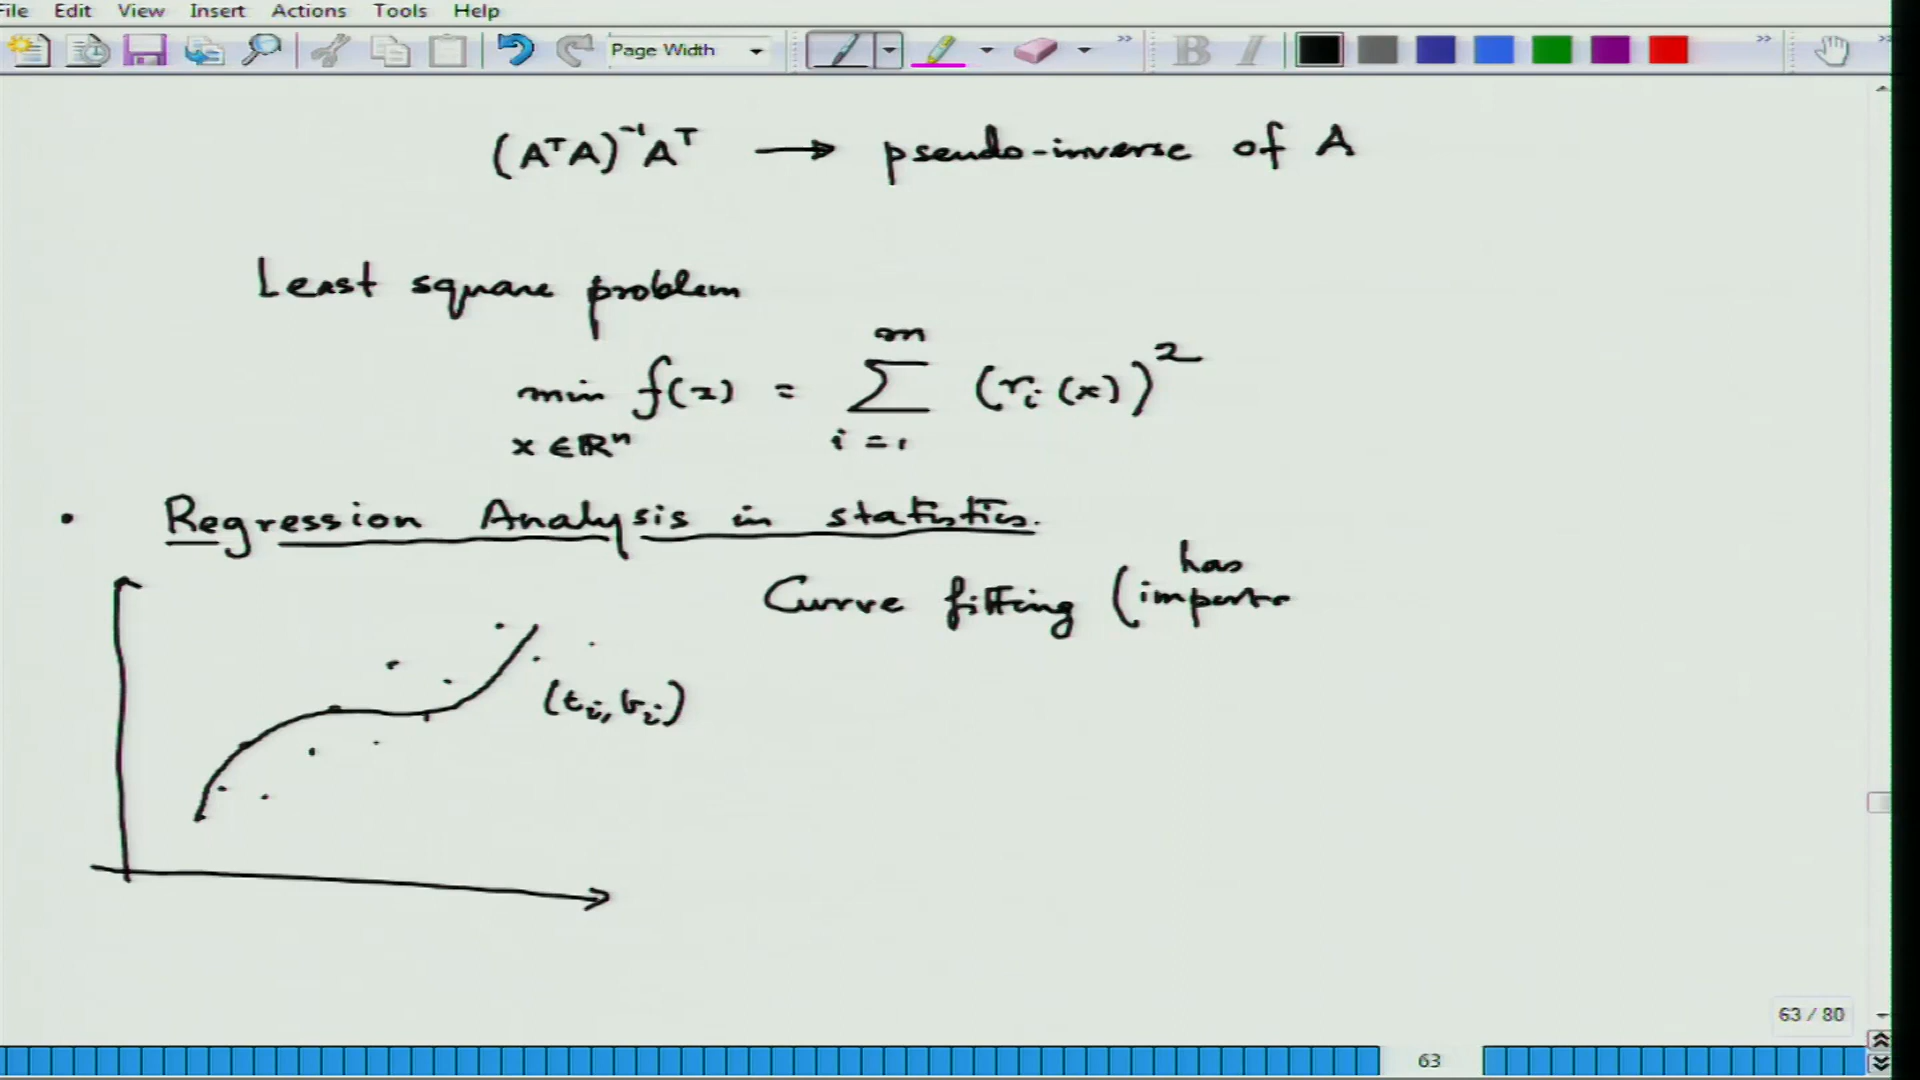 File Edit View Insert Actions Tools Help
Page Width
(AᵀA)⁻¹Aᵀ → pseudo-inverse of A
Least square problem
min f(x) = Σ (rᵢ(x))²
m
x ∈ ℝⁿ
i = 1
• Regression Analysis in statistics.
has
Curve fitting (importa
(tᵢ, bᵢ)
63 / 80
63